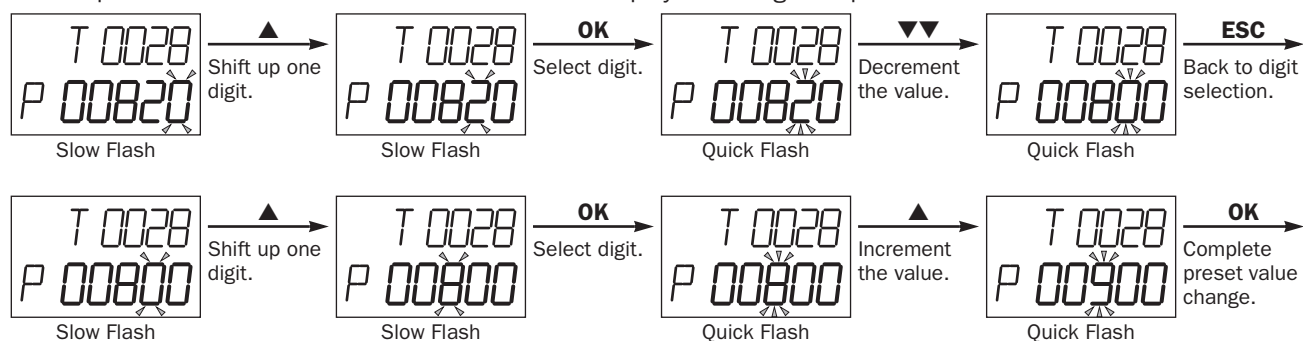 T 0028
P 00820
Slow Flash
▲
Shift up one
digit.
T 0028
P 00820
Slow Flash
OK
Select digit.
T 0028
P 00820
Quick Flash
▼▼
Decrement
the value.
T 0028
P 00800
Quick Flash
ESC
Back to digit
selection.
T 0028
P 00800
Slow Flash
▲
Shift up one
digit.
T 0028
P 00800
Slow Flash
OK
Select digit.
T 0028
P 00800
Quick Flash
▲
Increment
the value.
T 0028
P 00900
Quick Flash
OK
Complete
preset value
change.